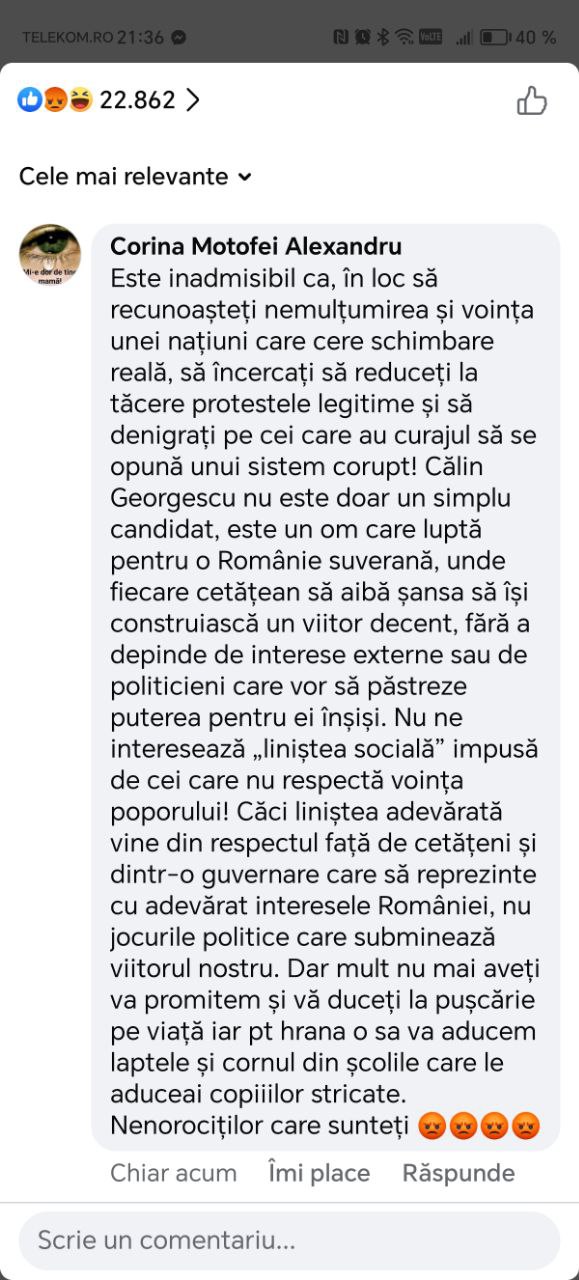 TELEKOM.RO 21:36
VoLTE 40 %
22.862
Cele mai relevante
Mi-e dor de tine
mamă!
Corina Motofei Alexandru
Este inadmisibil ca, în loc să
recunoașteți nemulțumirea și voința
unei națiuni care cere schimbare
reală, să încercați să reduceți la
tăcere protestele legitime și să
denigrați pe cei care au curajul să se
opună unui sistem corupt! Călin
Georgescu nu este doar un simplu
candidat, este un om care luptă
pentru o Românie suverană, unde
fiecare cetățean să aibă șansa să își
construiască un viitor decent, fără a
depinde de interese externe sau de
politicieni care vor să păstreze
puterea pentru ei înșiși. Nu ne
interesează „liniștea socială” impusă
de cei care nu respectă voința
poporului! Căci liniștea adevărată
vine din respectul față de cetățeni și
dintr-o guvernare care să reprezinte
cu adevărat interesele României, nu
jocurile politice care subminează
viitorul nostru. Dar mult nu mai aveți
va promitem și vă duceți la pușcărie
pe viață iar pt hrana o sa va aducem
laptele și cornul din școlile care le
aduceai copiiilor stricate.
Nenorociților care sunteți 😡😡😡😡
Chiar acum Îmi place Răspunde
Scrie un comentariu...